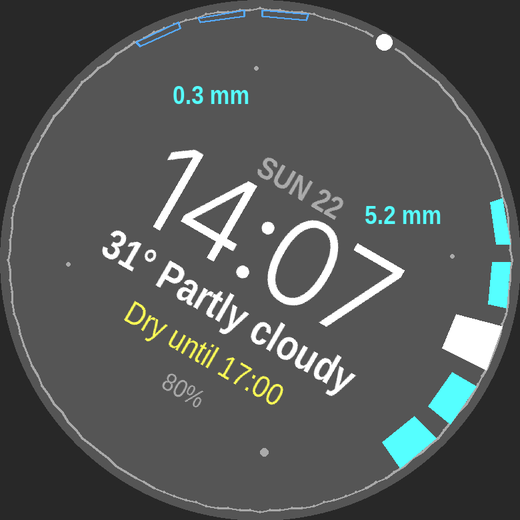 0.3 mm
SUN 22
5.2 mm
14:07
31° Partly cloudy
Dry until 17:00
80%